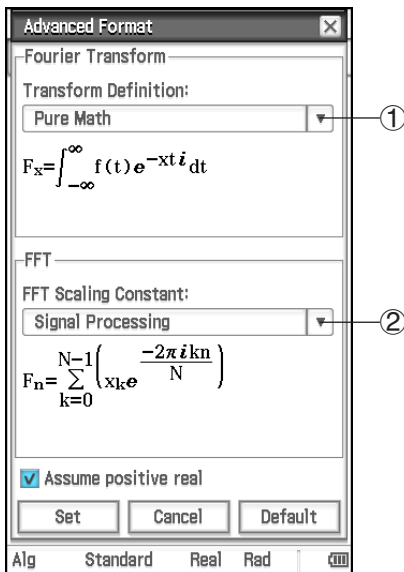 Advanced Format
Fourier Transform
Transform Definition:
Pure Math
①
Fₓ=∫_{-∞}^{∞} f(t)e^{-xti}dt
FFT
FFT Scaling Constant:
Signal Processing
②
Fₙ=∑_{k=0}^{N-1}(xₖe^{\frac{-2πikn}{N}})
Assume positive real
Set Cancel Default
Alg Standard Real Rad